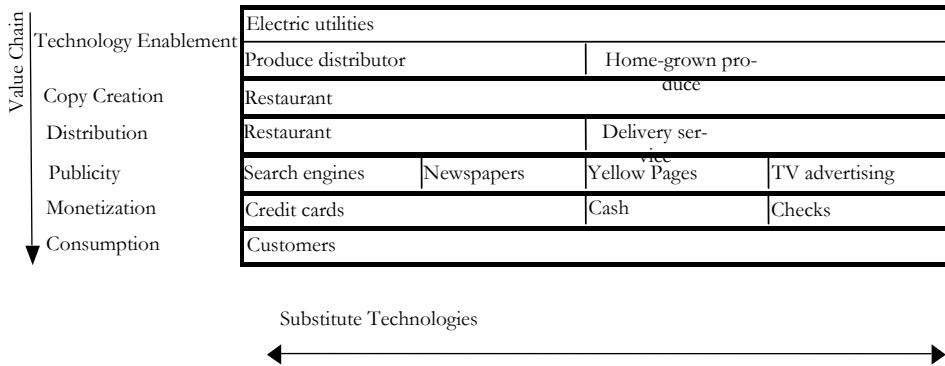 Value Chain
Technology Enablement
Electric utilities
Produce distributor
Home-grown pro-
duce
Copy Creation
Restaurant
Distribution
Restaurant
Delivery ser-
vice
Publicity
Search engines
Newspapers
Yellow Pages
TV advertising
Monetization
Credit cards
Cash
Checks
Consumption
Customers
Substitute Technologies